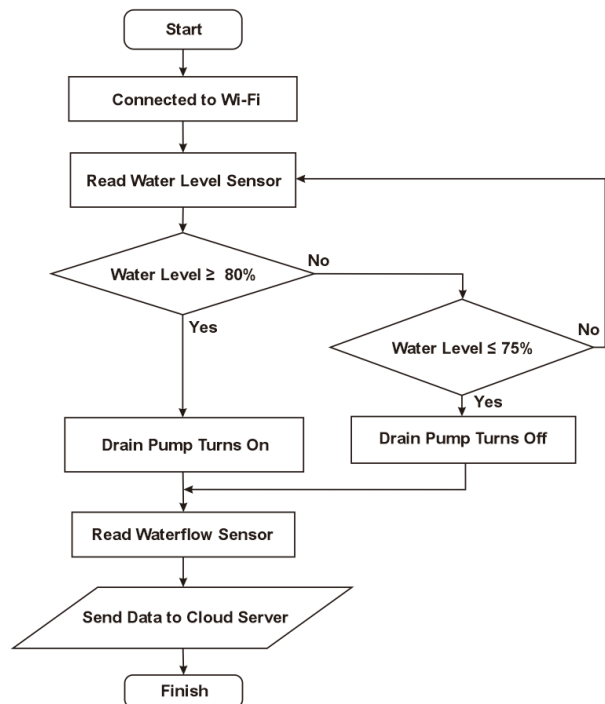 Start
Connected to Wi-Fi
Read Water Level Sensor
Water Level ≥ 80%
No
Yes
Water Level ≤ 75%
No
Yes
Drain Pump Turns On
Drain Pump Turns Off
Read Waterflow Sensor
Send Data to Cloud Server
Finish